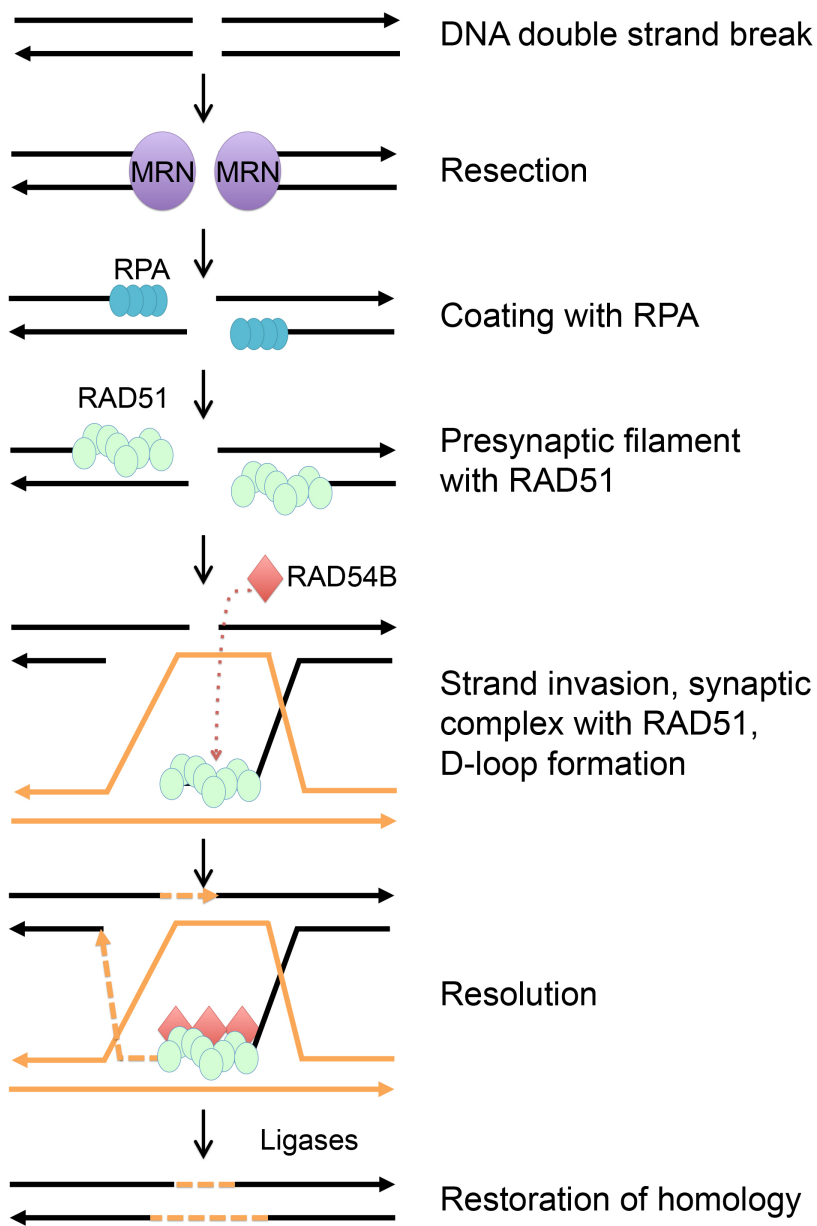 DNA double strand break
MRN MRN
Resection
RPA
Coating with RPA
RAD51
Presynaptic filament
with RAD51
RAD54B
Strand invasion, synaptic
complex with RAD51,
D-loop formation
Resolution
Ligases
Restoration of homology